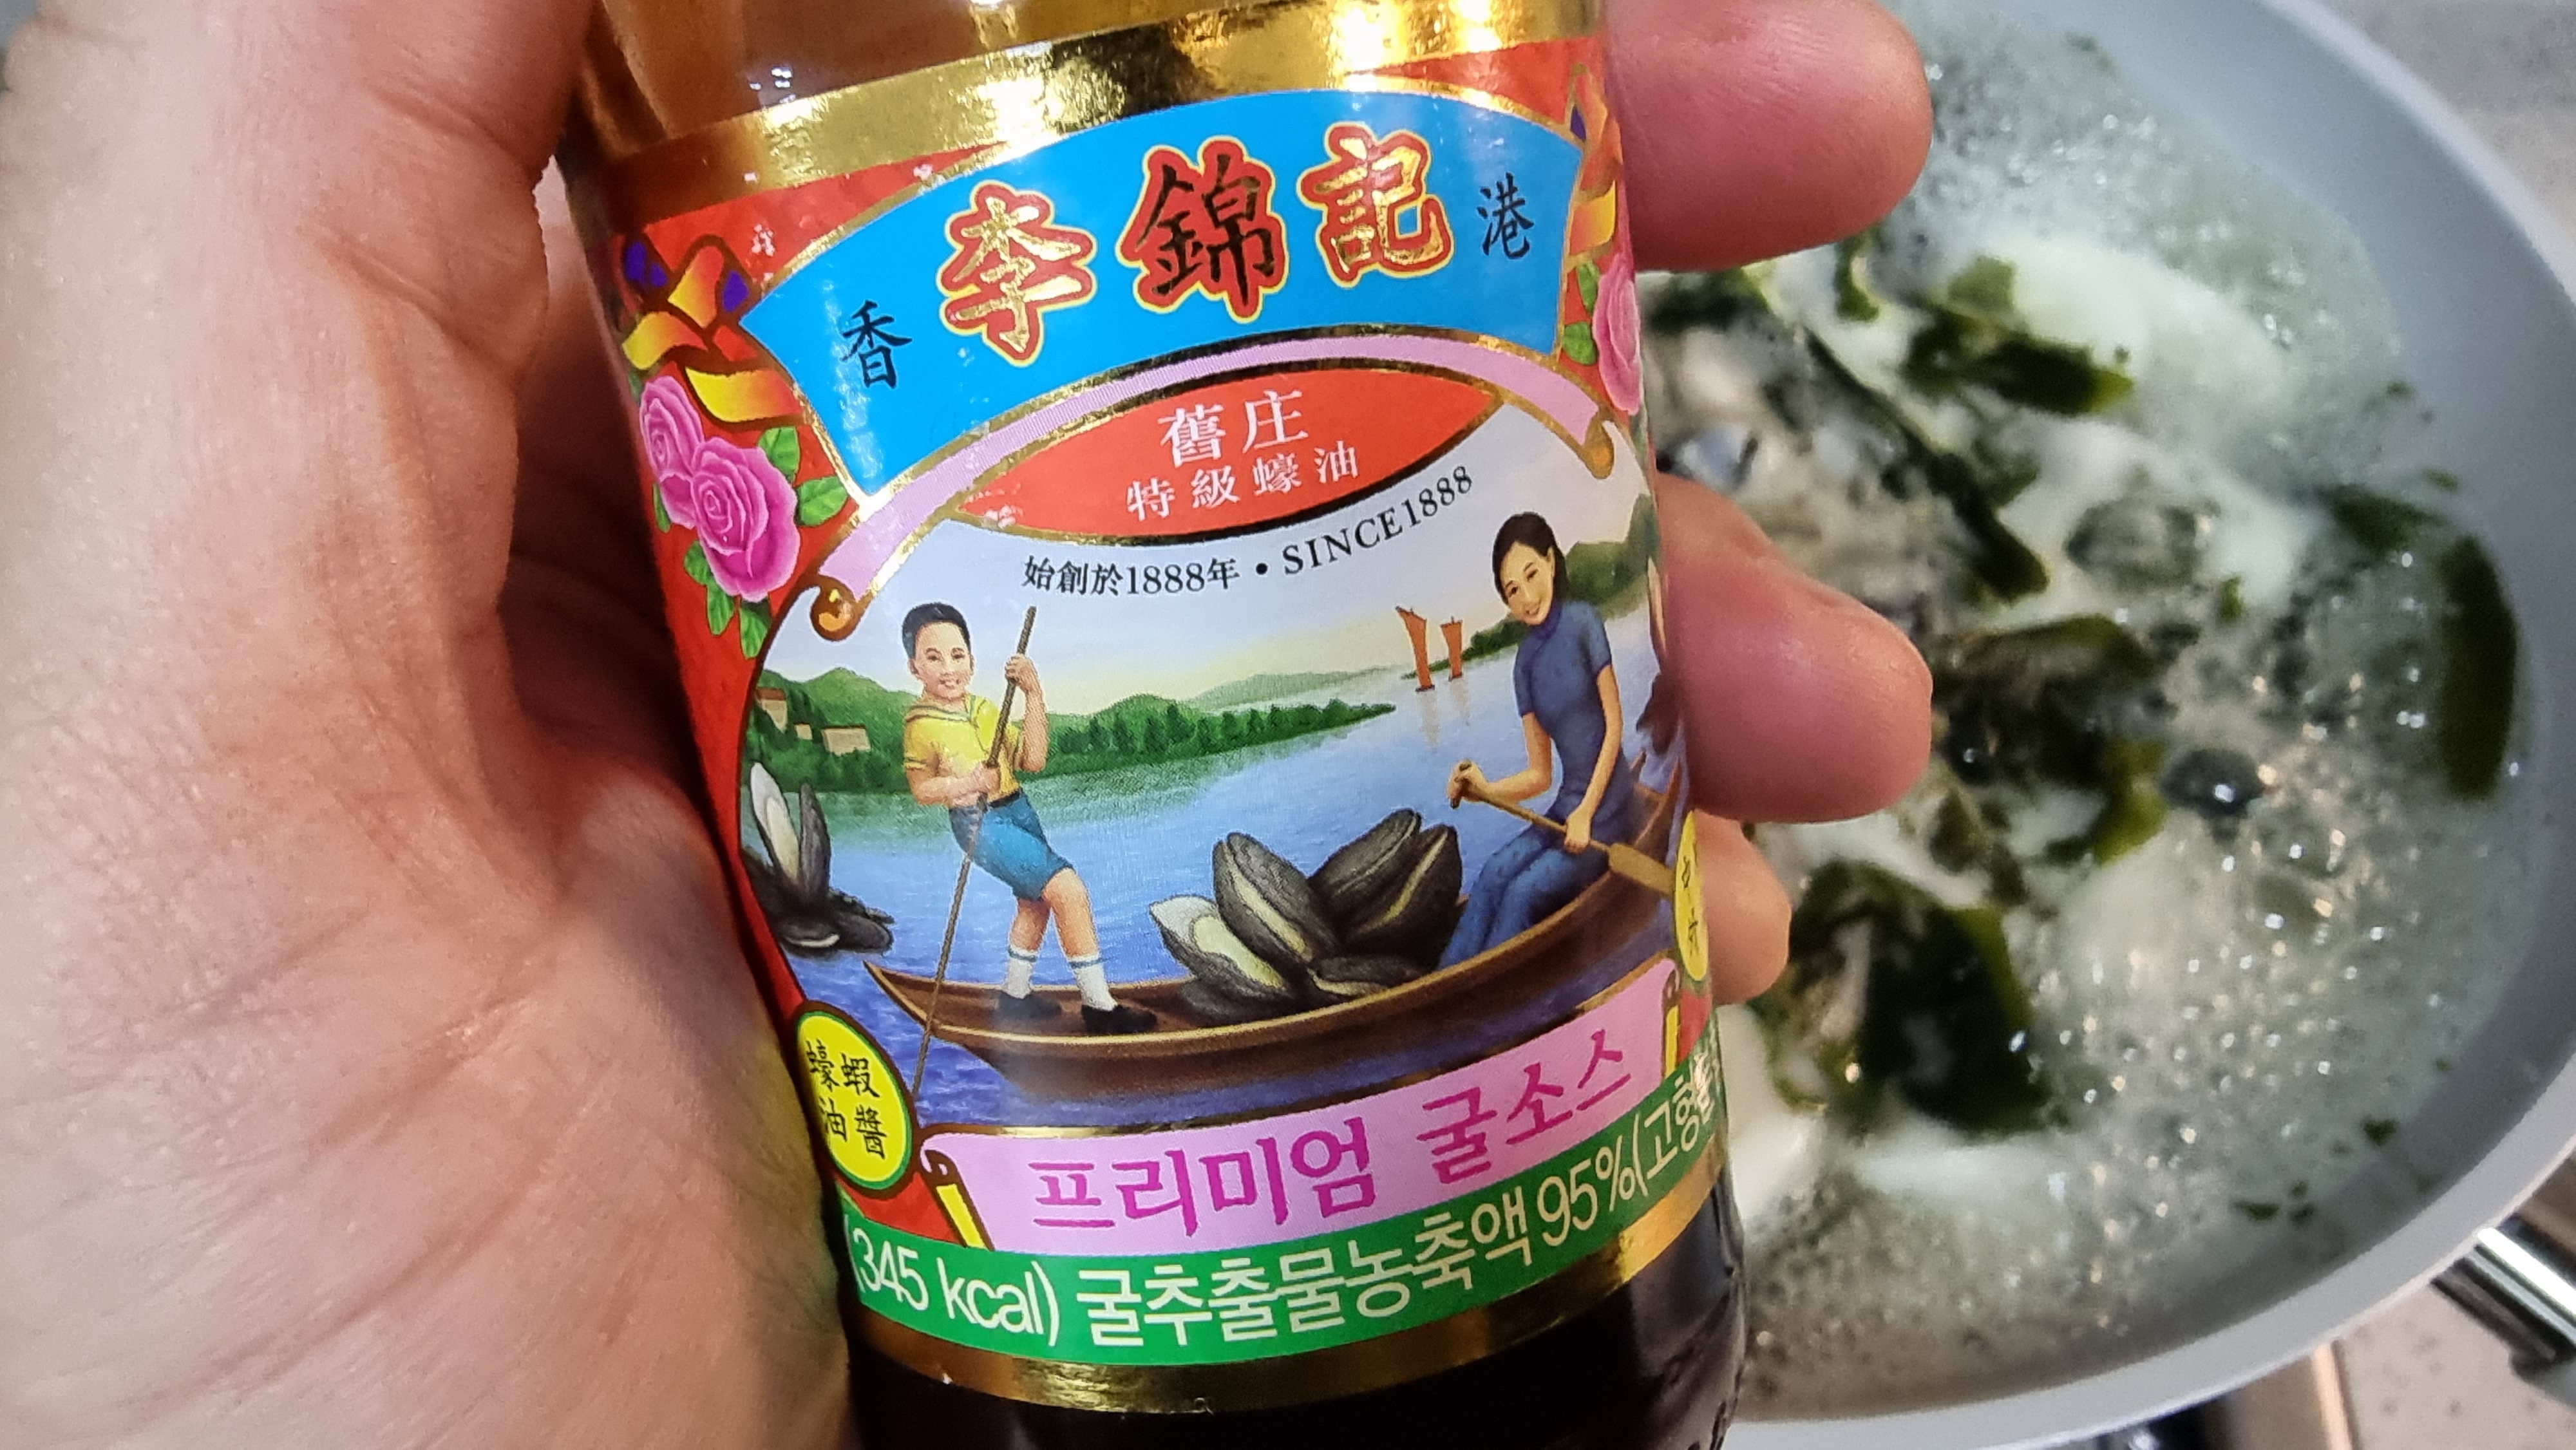 香 李錦記 港
舊庄
特級蠔油
始創於1888年 • SINCE1888
蠔油 蝦醬
프리미엄 굴소스
(345 kcal) 굴추출물농축액 95%(고형